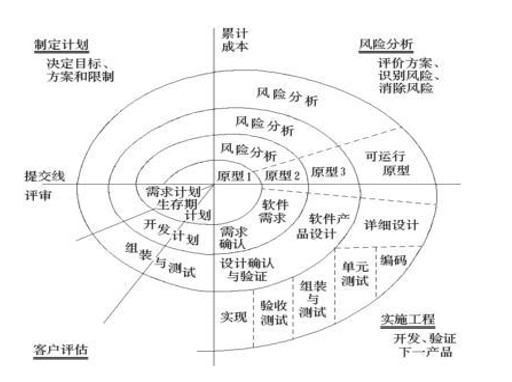 制定计划
决定目标、
方案和限制
累计
成本
风险分析
评价方案、
识别风险、
消除风险
风险分析
风险分析
风险分析
提交线
评审
原型1
原型2
原型3
可运行
原型
需求计划
生存期
计划
软件
需求
软件产
品设计
详细设计
开发计划
需求
确认
组装与测试
设计确认
与验证
单元
测试
编码
组装
与
测试
验收
测试
实现
实施工程
开发、验证
下一产品
客户评估